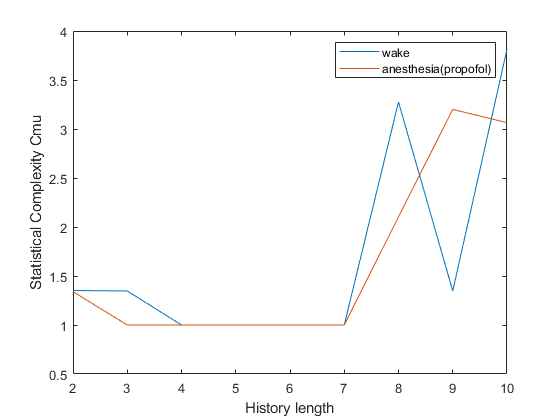 4
3.5
3
2.5
2
1.5
1
0.5
Statistical Complexity Cmu
wake
anesthesia(propofol)
2 3 4 5 6 7 8 9 10
History length